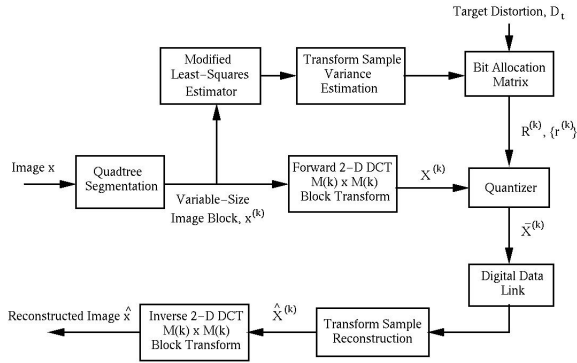 Target Distortion, D_t
Modified
Least-Squares
Estimator
Transform Sample
Variance
Estimation
Bit Allocation
Matrix
R^(k), {r^(k)}
Image x
Quadtree
Segmentation
Variable-Size
Image Block, x^(k)
Forward 2-D DCT
M(k) x M(k)
Block Transform
X^(k)
Quantizer
X̄^(k)
Digital Data
Link
Reconstructed Image x̂
Inverse 2-D DCT
M(k) x M(k)
Block Transform
X̂^(k)
Transform Sample
Reconstruction